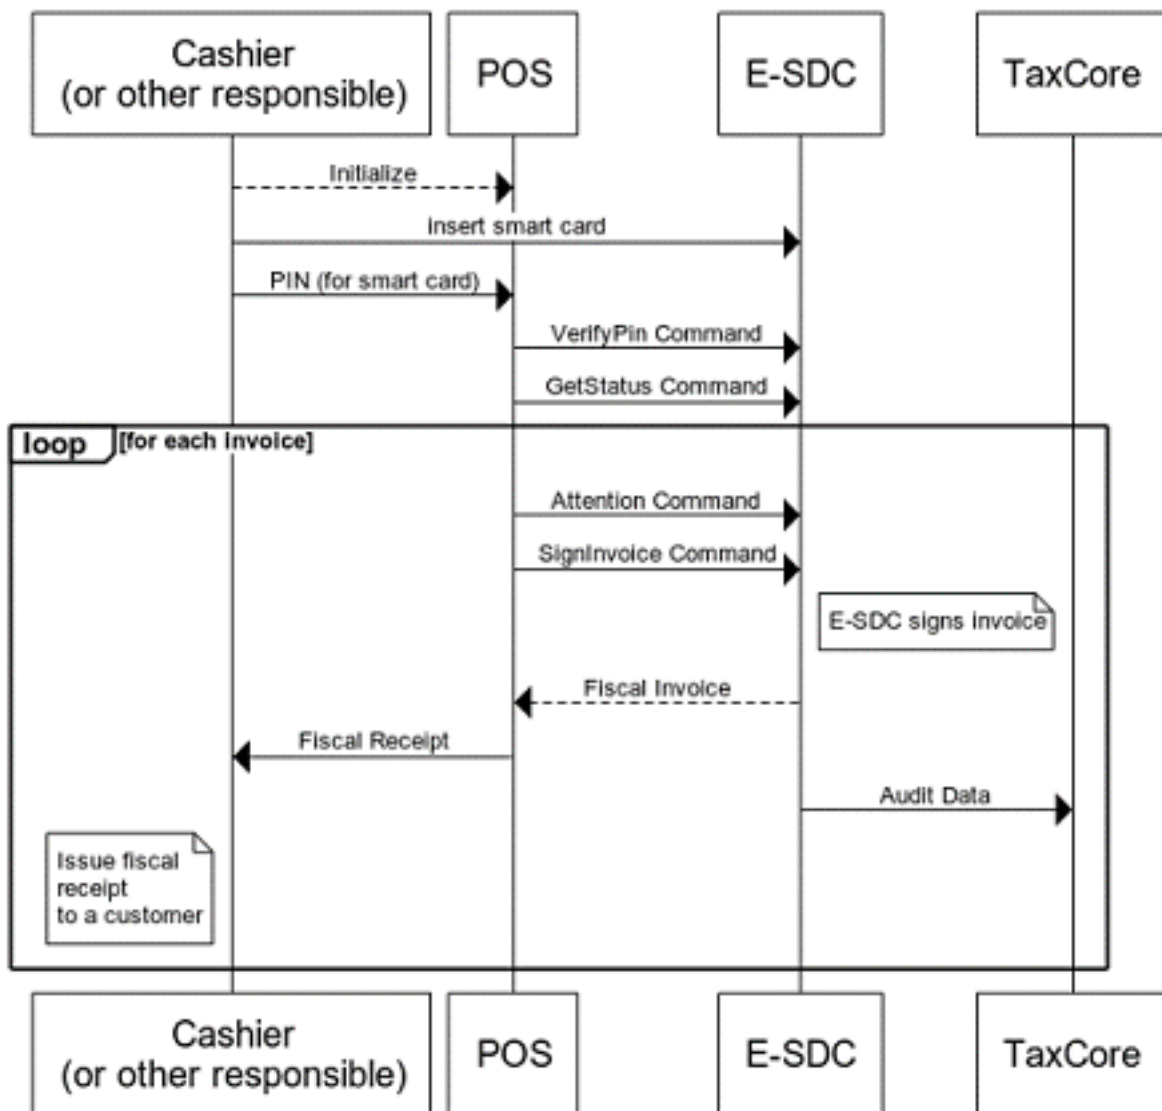 Cashier
(or other responsible)
POS
E-SDC
TaxCore
Initialize
Insert smart card
PIN (for smart card)
VerifyPin Command
GetStatus Command
loop
[for each Invoice]
Attention Command
SignInvoice Command
E-SDC signs invoice
Fiscal Invoice
Fiscal Receipt
Audit Data
Issue fiscal
receipt
to a customer
Cashier
(or other responsible)
POS
E-SDC
TaxCore